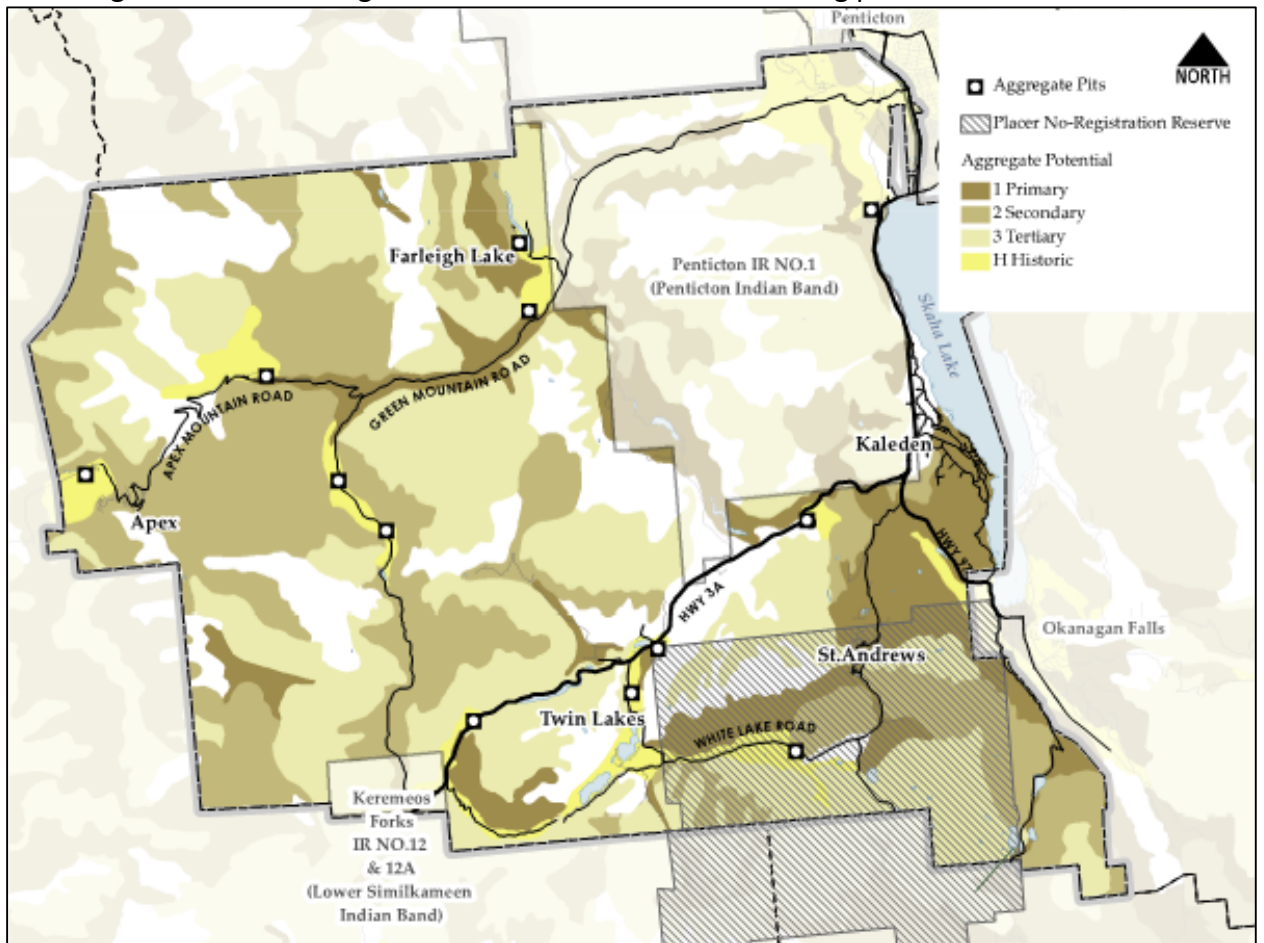 Penticton
NORTH
Aggregate Pits
Placer No-Registration Reserve
Aggregate Potential
1 Primary
2 Secondary
3 Tertiary
H Historic
Farleigh Lake
Penticton IR NO.1
(Penticton Indian Band)
Skaha Lake
GREEN MOUNTAIN ROAD
APEX MOUNTAIN ROAD
Kaleden
Apex
HWY 97
HWY 3A
Okanagan Falls
St.Andrews
Twin Lakes
WHITE LAKE ROAD
Keremeos
Forks
IR NO.12
& 12A
(Lower Similkameen
Indian Band)